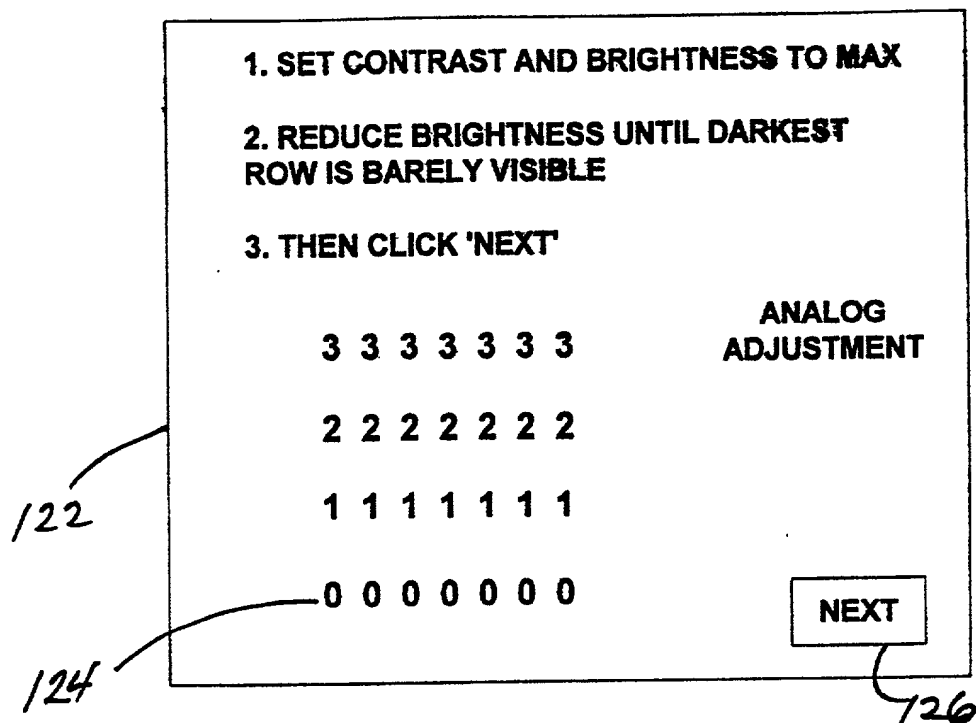 1. SET CONTRAST AND BRIGHTNESS TO MAX
2. REDUCE BRIGHTNESS UNTIL DARKEST
ROW IS BARELY VISIBLE
3. THEN CLICK 'NEXT'
ANALOG
ADJUSTMENT
3 3 3 3 3 3 3
2 2 2 2 2 2 2
122
1 1 1 1 1 1 1
0 0 0 0 0 0 0
NEXT
124
126